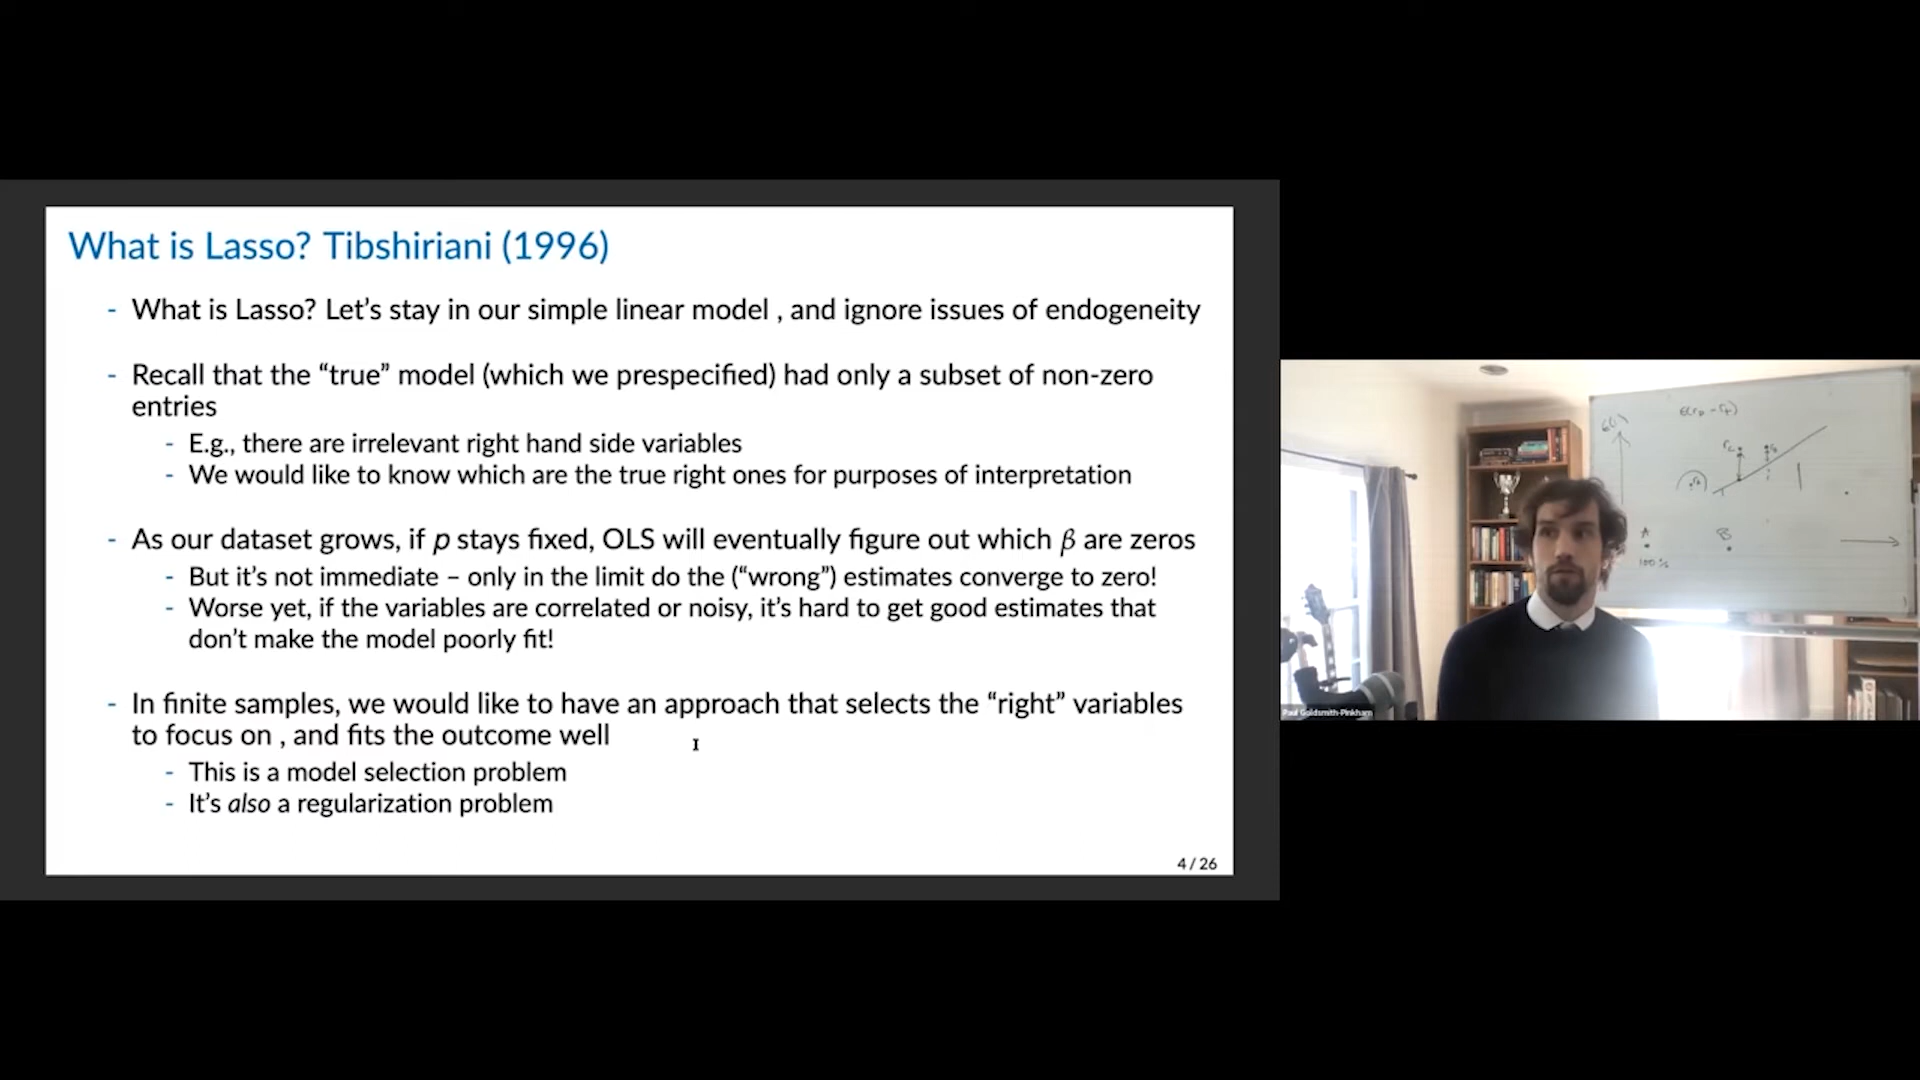 What is Lasso? Tibshiriani (1996)
- What is Lasso? Let’s stay in our simple linear model , and ignore issues of endogeneity
- Recall that the “true” model (which we prespecified) had only a subset of non-zero
entries
- E.g., there are irrelevant right hand side variables
- We would like to know which are the true right ones for purposes of interpretation
- As our dataset grows, if p stays fixed, OLS will eventually figure out which β are zeros
- But it’s not immediate – only in the limit do the (“wrong”) estimates converge to zero!
- Worse yet, if the variables are correlated or noisy, it’s hard to get good estimates that
don’t make the model poorly fit!
- In finite samples, we would like to have an approach that selects the “right” variables
to focus on , and fits the outcome well
- This is a model selection problem
- It’s also a regularization problem
4 / 26
A
B
100%
Paul Goldsmith-Pinkham